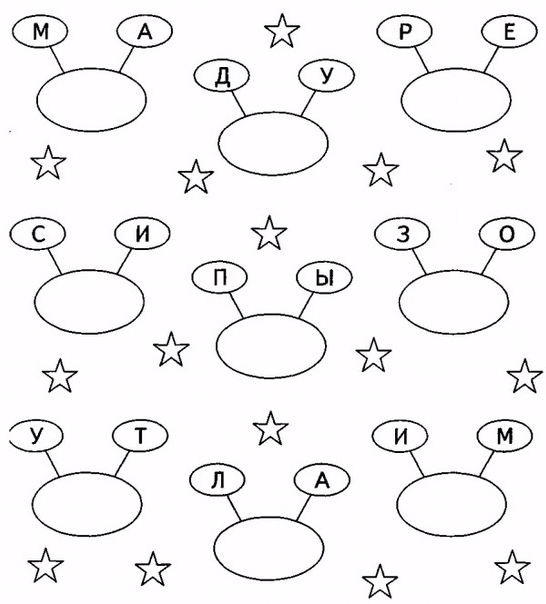 М А
Д У
Р Е
С И
П Ы
З О
У Т
Л А
И М